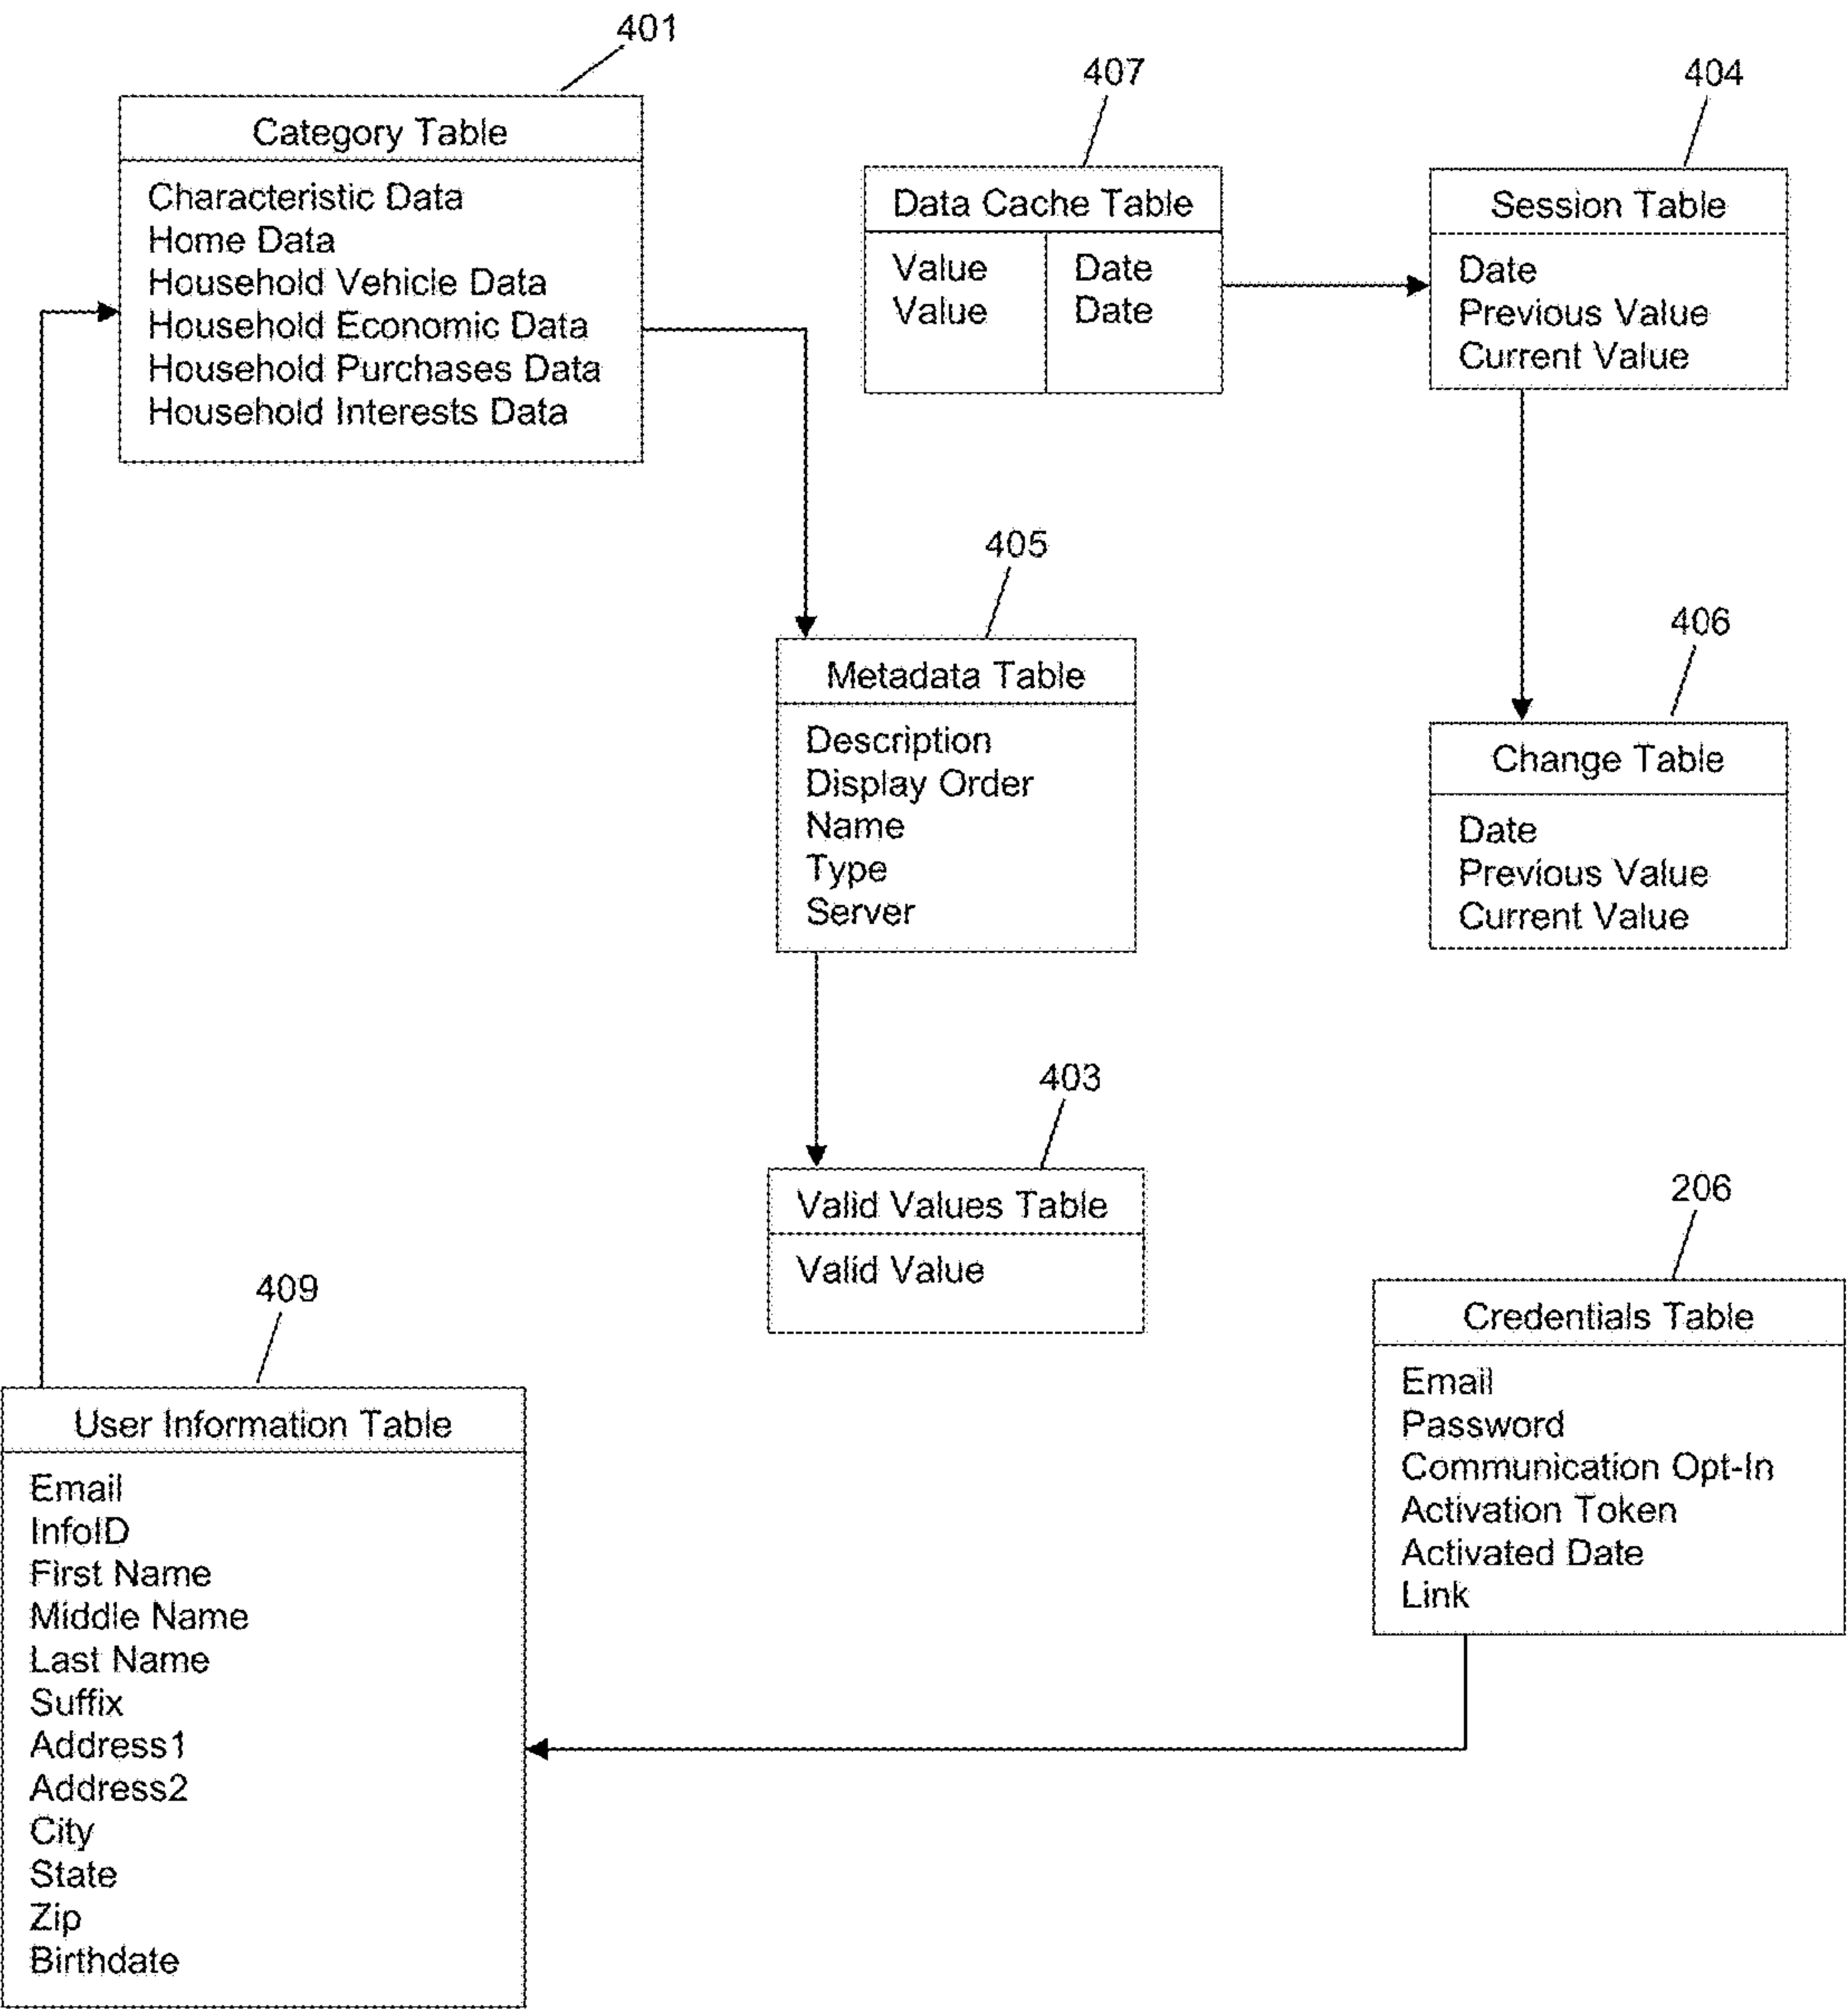 401
Category Table
Characteristic Data
Home Data
Household Vehicle Data
Household Economic Data
Household Purchases Data
Household Interests Data
407
Data Cache Table
Value Date
Value Date
404
Session Table
Date
Previous Value
Current Value
405
Metadata Table
Description
Display Order
Name
Type
Server
406
Change Table
Date
Previous Value
Current Value
403
Valid Values Table
Valid Value
206
Credentials Table
Email
Password
Communication Opt-In
Activation Token
Activated Date
Link
409
User Information Table
Email
InfoID
First Name
Middle Name
Last Name
Suffix
Address1
Address2
City
State
Zip
Birthdate